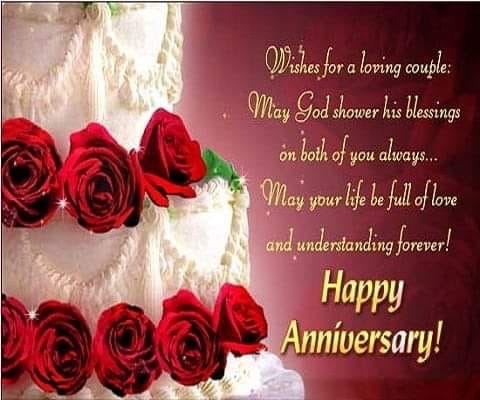 Wishes for a loving couple:
May God shower his blessings
on both of you always...
May your life be full of love
and understanding forever!
Happy
Anniversary!